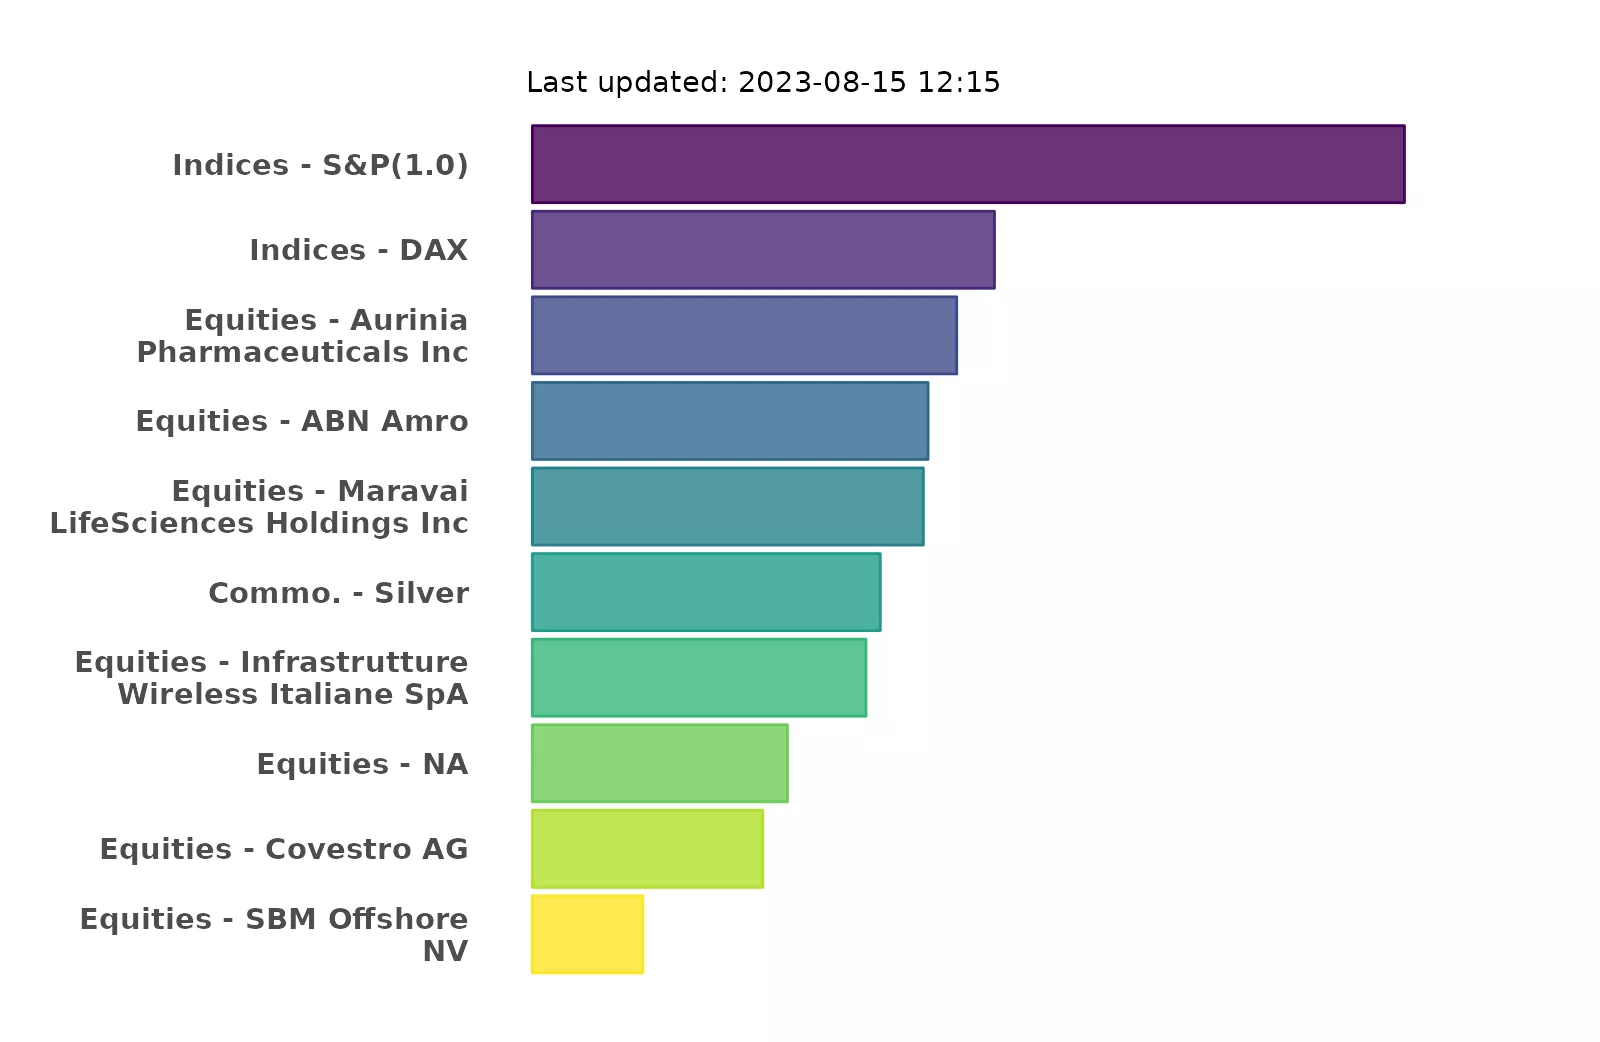 Last updated: 2023-08-15 12:15
Indices - S&P(1.0)
Indices - DAX
Equities - Aurinia
Pharmaceuticals Inc
Equities - ABN Amro
Equities - Maravai
LifeSciences Holdings Inc
Commo. - Silver
Equities - Infrastrutture
Wireless Italiane SpA
Equities - NA
Equities - Covestro AG
Equities - SBM Offshore
NV